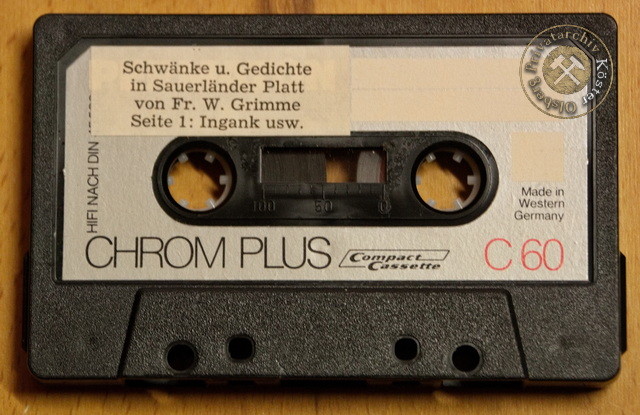 Schwänke u. Gedichte
in Sauerländer Platt
von Fr. W. Grimme
Seite 1: Ingank usw.
HIFI NACH DIN
100 50 0
Made in
Western
Germany
CHROM PLUS
Compact
Cassette
C 60
Privatarchiv Köster Olsberg